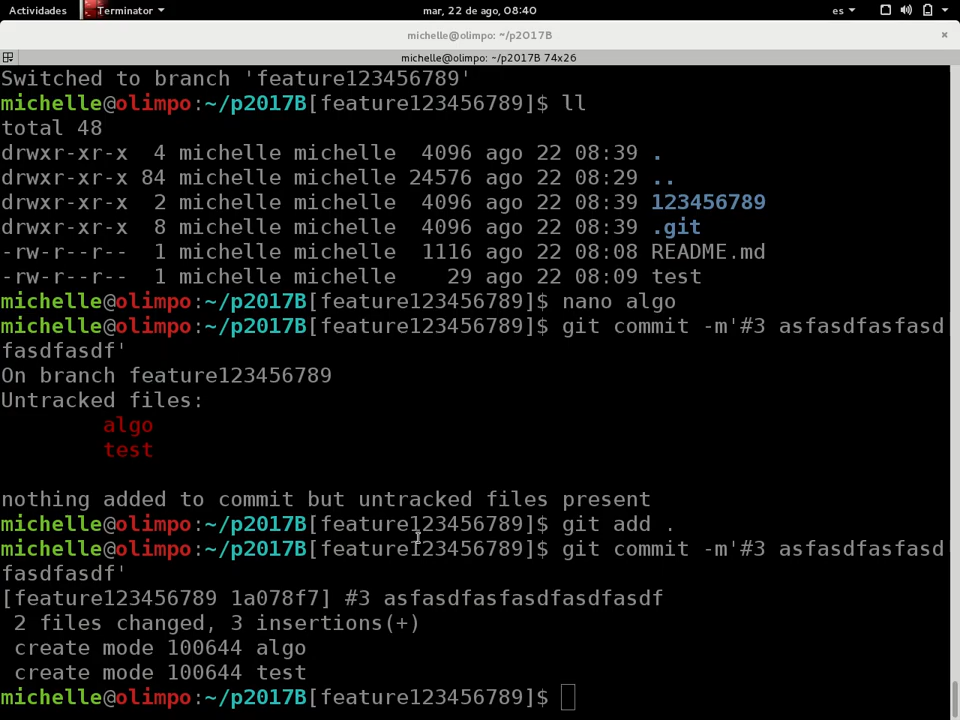 Actividades Terminator mar, 22 de ago, 08:40 es
michelle@olimpo: ~/p2017B
michelle@olimpo: ~/p2017B 74x26
Switched to branch 'feature123456789'
michelle@olimpo:~/p2017B[feature123456789]$ ll
total 48
drwxr-xr-x  4 michelle michelle  4096 ago 22 08:39 .
drwxr-xr-x 84 michelle michelle 24576 ago 22 08:29 ..
drwxr-xr-x  2 michelle michelle  4096 ago 22 08:39 123456789
drwxr-xr-x  8 michelle michelle  4096 ago 22 08:39 .git
-rw-r--r--  1 michelle michelle  1116 ago 22 08:08 README.md
-rw-r--r--  1 michelle michelle    29 ago 22 08:09 test
michelle@olimpo:~/p2017B[feature123456789]$ nano algo
michelle@olimpo:~/p2017B[feature123456789]$ git commit -m'#3 asfasdfasfasd
fasdfasdf'
On branch feature123456789
Untracked files:
        algo
        test
nothing added to commit but untracked files present
michelle@olimpo:~/p2017B[feature123456789]$ git add .
michelle@olimpo:~/p2017B[feature123456789]$ git commit -m'#3 asfasdfasfasd
fasdfasdf'
[feature123456789 1a078f7] #3 asfasdfasfasdfasdfasdf
 2 files changed, 3 insertions(+)
 create mode 100644 algo
 create mode 100644 test
michelle@olimpo:~/p2017B[feature123456789]$